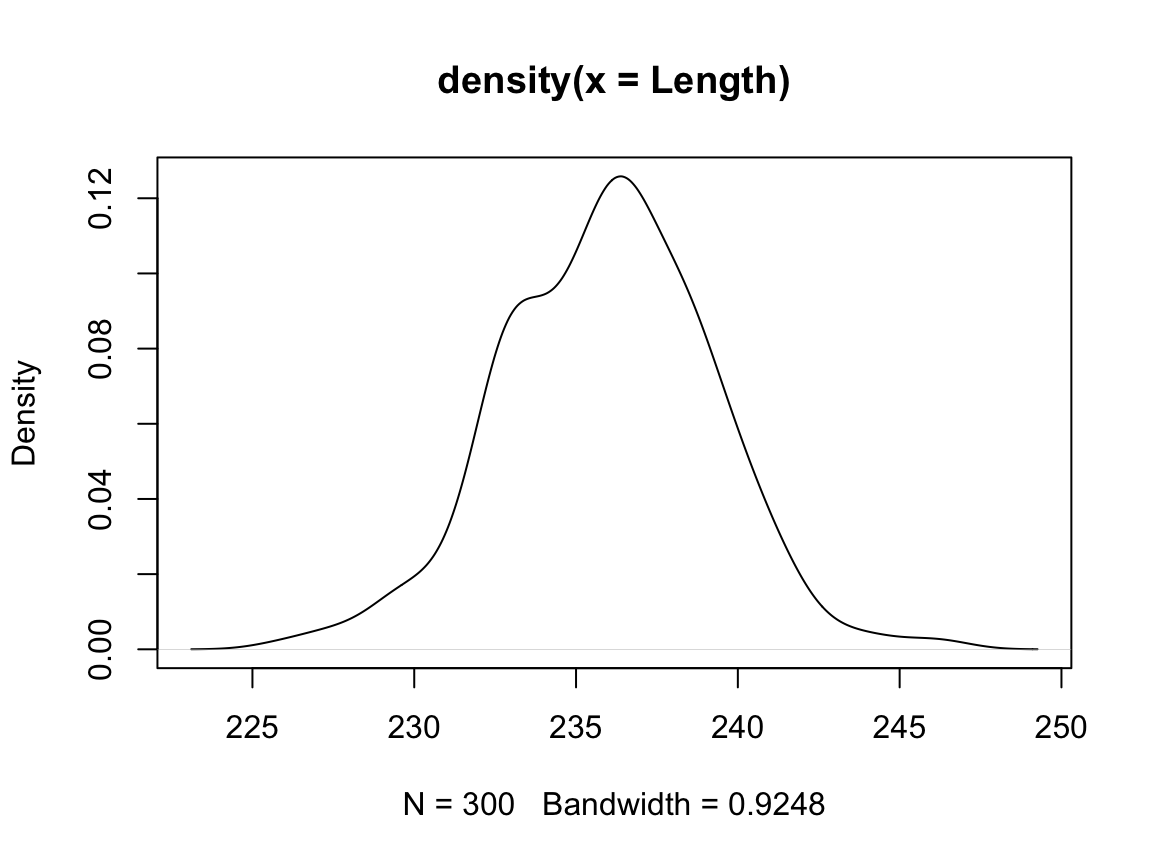 density(x = Length)
Density
0.12
0.08
0.04
0.00
225 230 235 240 245 250
N = 300 Bandwidth = 0.9248